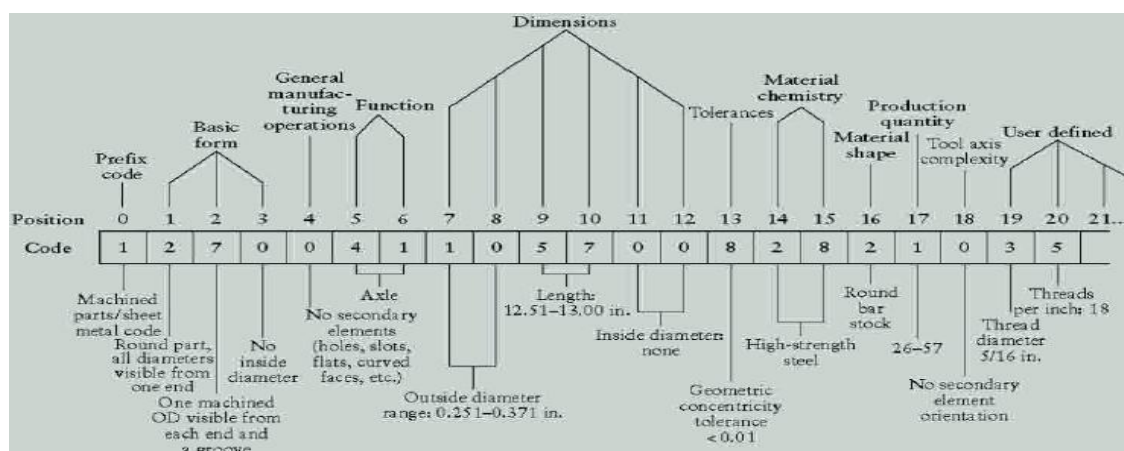 Dimensions
General
manufac-
turing
operations
Function
Material
chemistry
Tolerances
Production
quantity
Basic
form
Material
shape
Tool axis
complexity
User defined
Prefix
code
Position 0 1 2 3 4 5 6 7 8 9 10 11 12 13 14 15 16 17 18 19 20 21...
Code 1 2 7 0 0 4 1 1 0 5 7 0 0 8 2 8 2 1 0 3 5
Machined
parts/sheet
metal code
Round part,
all diameters
visible from
one end
One machined
OD visible from
each end and
a groove
No
inside
diameter
Axle
No secondary
elements
(holes, slots,
flats, curved
faces, etc.)
Outside diameter
range: 0.251–0.371 in.
Length:
12.51–13.00 in.
Inside diameter:
none
Geometric
concentricity
tolerance
<0.01
High-strength
steel
Round
bar
stock
26–57
No secondary
element
orientation
Thread
diameter
5/16 in.
Threads
per inch: 18